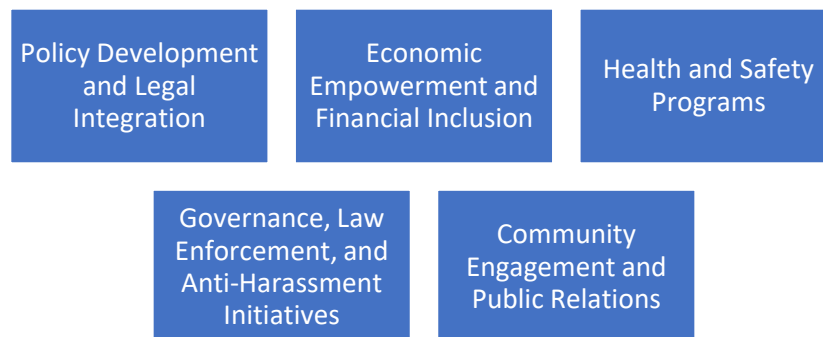 Policy Development
and Legal
Integration
Economic
Empowerment and
Financial Inclusion
Health and Safety
Programs
Governance, Law
Enforcement, and
Anti-Harassment
Initiatives
Community
Engagement and
Public Relations